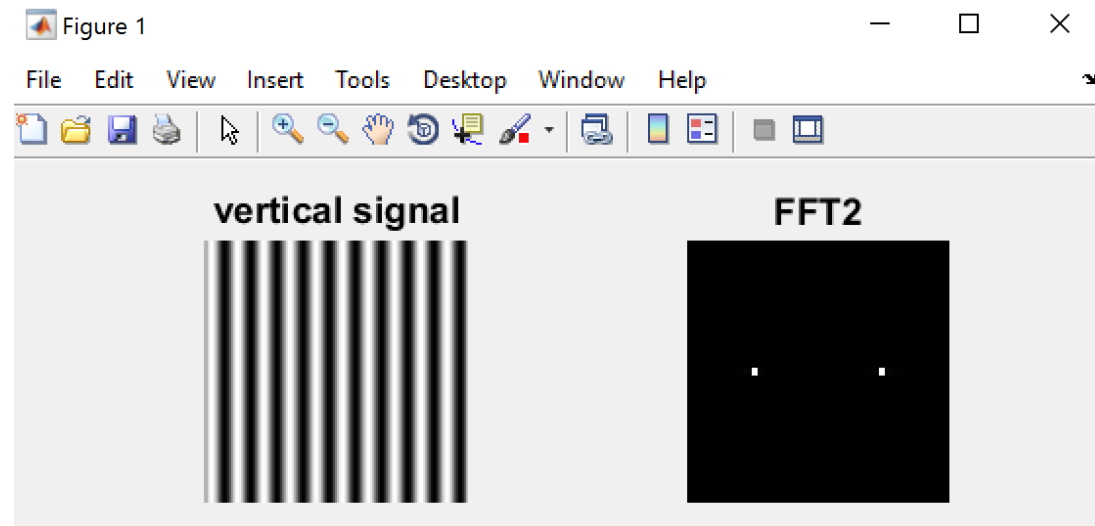 Figure 1
File Edit View Insert Tools Desktop Window Help
vertical signal
FFT2